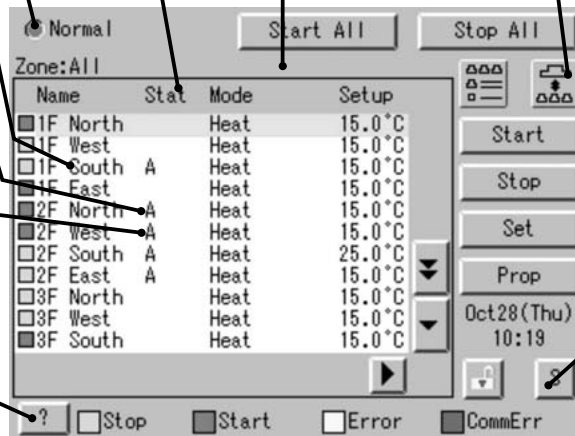 Normal Start All Stop All
Zone:All
Name Stat Mode Setup
1F North Heat 15.0°C
1F West Heat 15.0°C
1F South A Heat 15.0°C
1F East Heat 15.0°C
2F North A Heat 15.0°C
2F West A Heat 15.0°C
2F South A Heat 25.0°C
2F East A Heat 15.0°C
3F North Heat 15.0°C
3F West Heat 15.0°C
3F South Heat 15.0°C
Start
Stop
Set
Prop
Oct28(Thu)
10:19
? Stop Start Error CommErr